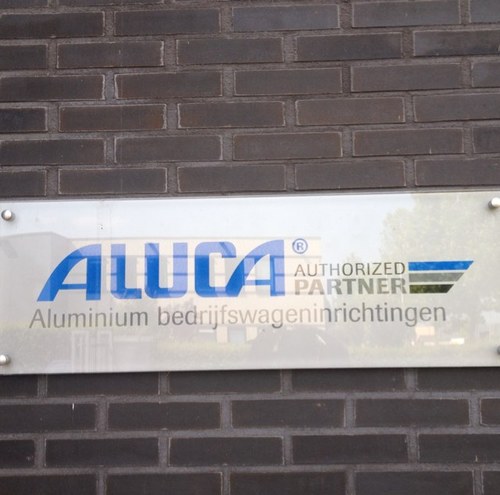 ALUCA® AUTHORIZED
PARTNER
Aluminium bedrijfswageninrichtingen